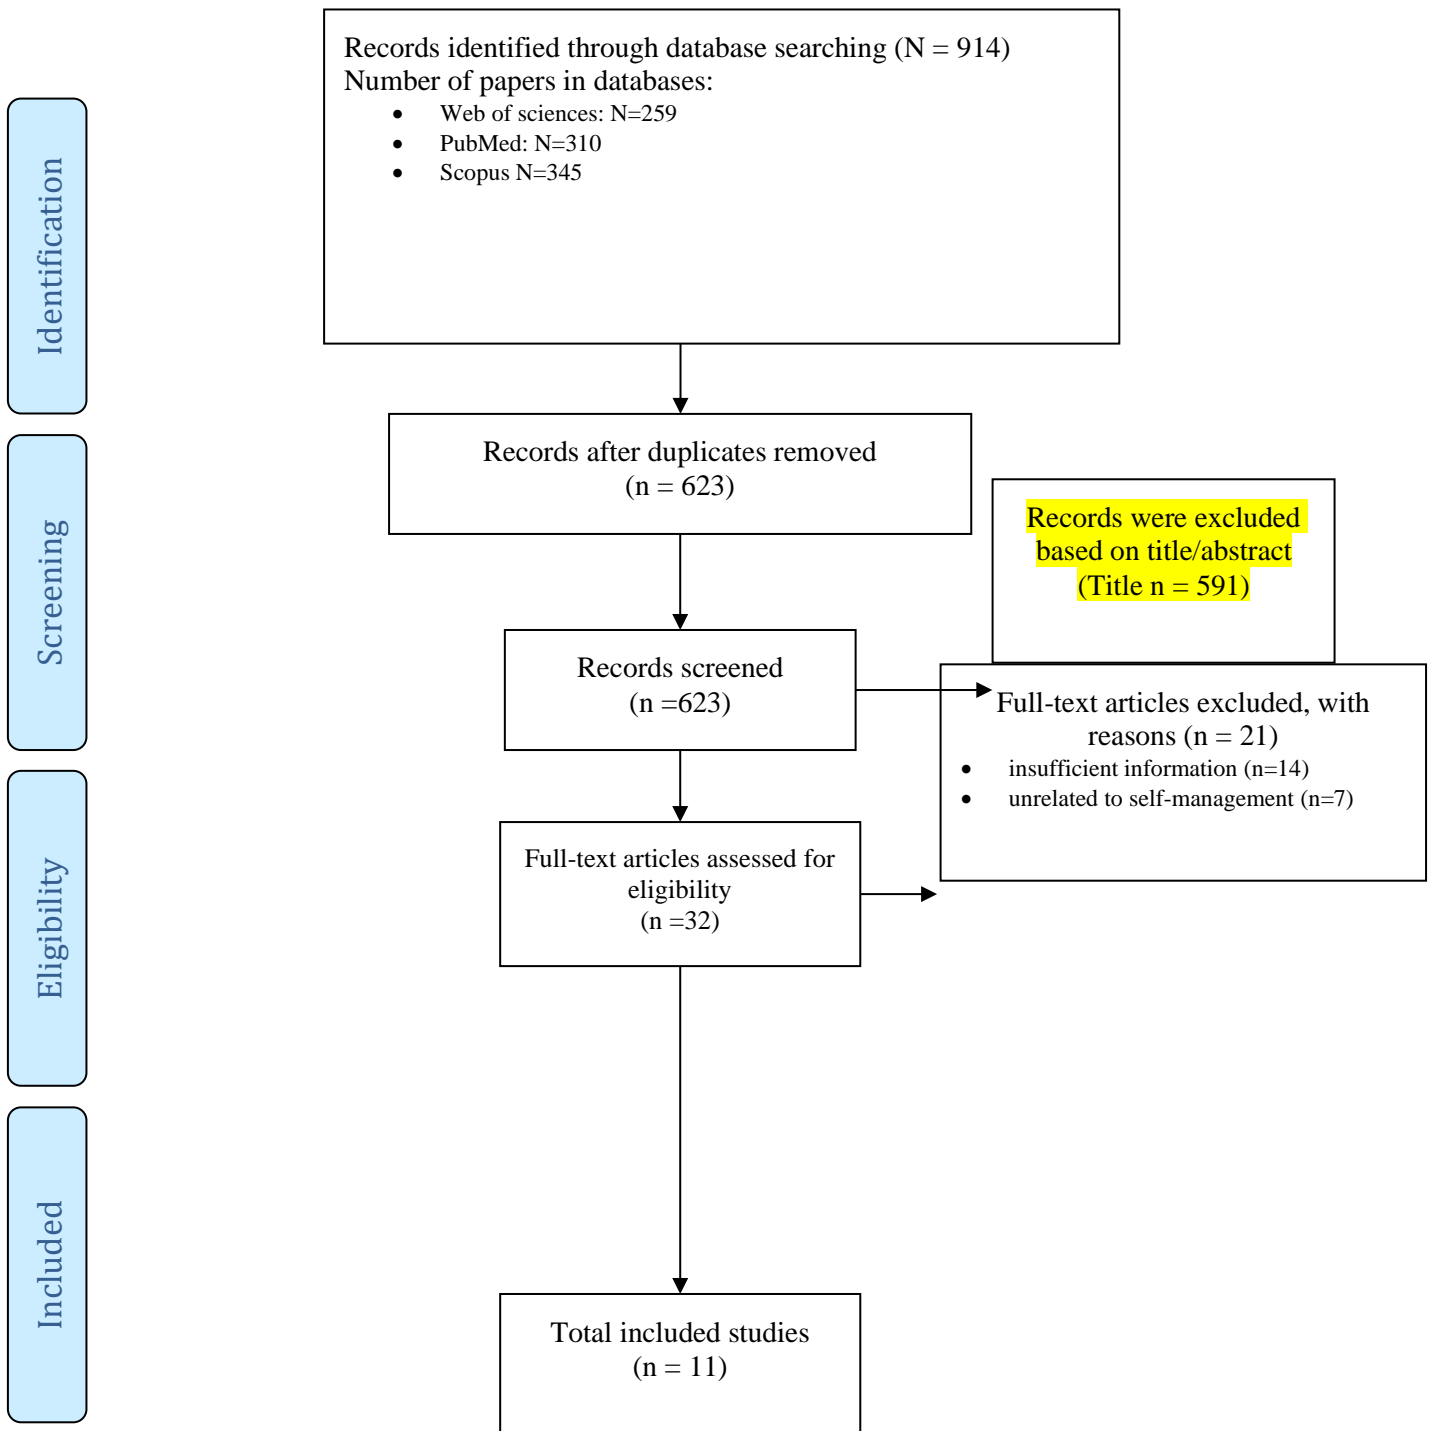 Identification
Records identified through database searching (N = 914)
Number of papers in databases:
• Web of sciences: N=259
• PubMed: N=310
• Scopus N=345
Screening
Records after duplicates removed
(n = 623)
Records were excluded
based on title/abstract
(Title n = 591)
Records screened
(n =623)
Full-text articles excluded, with
reasons (n = 21)
• insufficient information (n=14)
• unrelated to self-management (n=7)
Eligibility
Full-text articles assessed for
eligibility
(n =32)
Included
Total included studies
(n = 11)